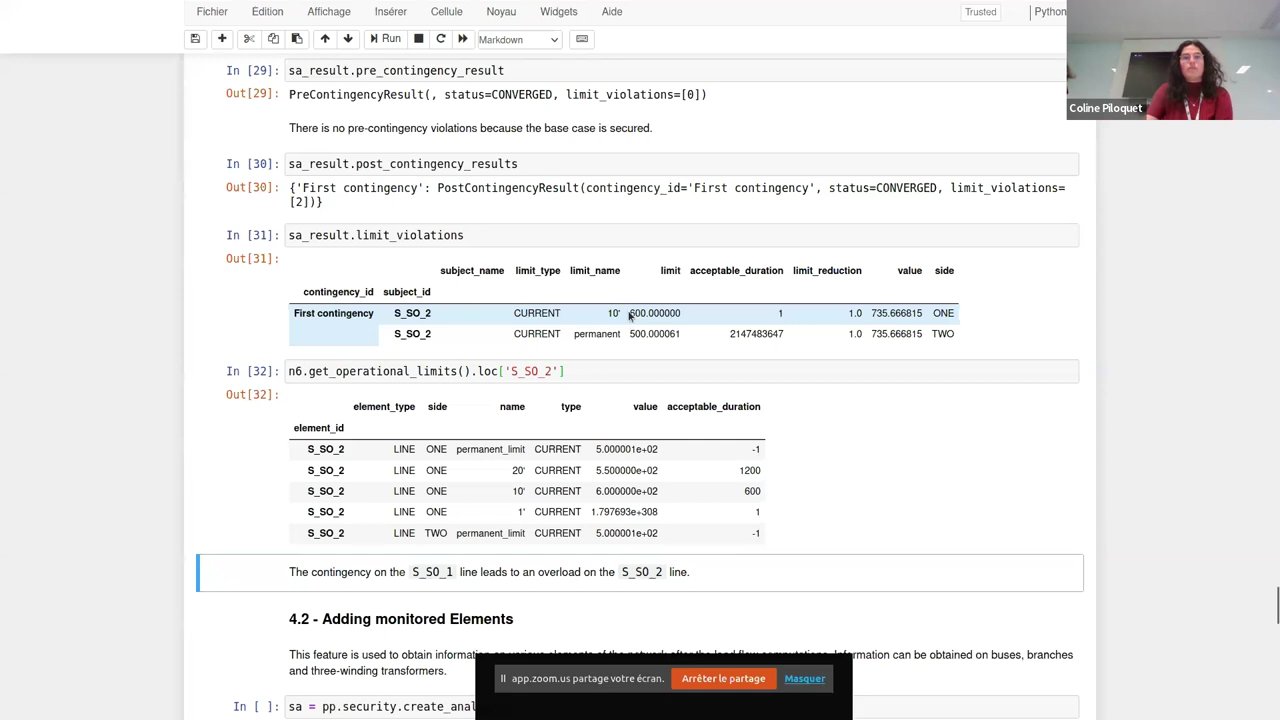 Fichier Édition Affichage Insérer Cellule Noyau Widgets Aide Trusted Python
Run Markdown
Coline Piloquet
In [29]: sa_result.pre_contingency_result
Out[29]: PreContingencyResult(, status=CONVERGED, limit_violations=[0])
There is no pre-contingency violations because the base case is secured.
In [30]: sa_result.post_contingency_results
Out[30]: {'First contingency': PostContingencyResult(contingency_id='First contingency', status=CONVERGED, limit_violations=
[2])}
In [31]: sa_result.limit_violations
Out[31]:
subject_name limit_type limit_name limit acceptable_duration limit_reduction value side
contingency_id subject_id
First contingency S_SO_2 CURRENT 10' 600.000000 1 1.0 735.666815 ONE
S_SO_2 CURRENT permanent 500.000061 2147483647 1.0 735.666815 TWO
In [32]: n6.get_operational_limits().loc['S_SO_2']
Out[32]:
element_type side name type value acceptable_duration
element_id
S_SO_2 LINE ONE permanent_limit CURRENT 5.000001e+02 -1
S_SO_2 LINE ONE 20' CURRENT 5.500000e+02 1200
S_SO_2 LINE ONE 10' CURRENT 6.000000e+02 600
S_SO_2 LINE ONE 1' CURRENT 1.797693e+308 1
S_SO_2 LINE TWO permanent_limit CURRENT 5.000001e+02 -1
The contingency on the S_SO_1 line leads to an overload on the S_SO_2 line.
4.2 - Adding monitored Elements
This feature is used to obtain information on various elements of the network after the load flow computations. Information can be obtained on buses, branches
and three-winding transformers.
app.zoom.us partage votre écran. Arrêter le partage Masquer
In [ ]: sa = pp.security.create_anal